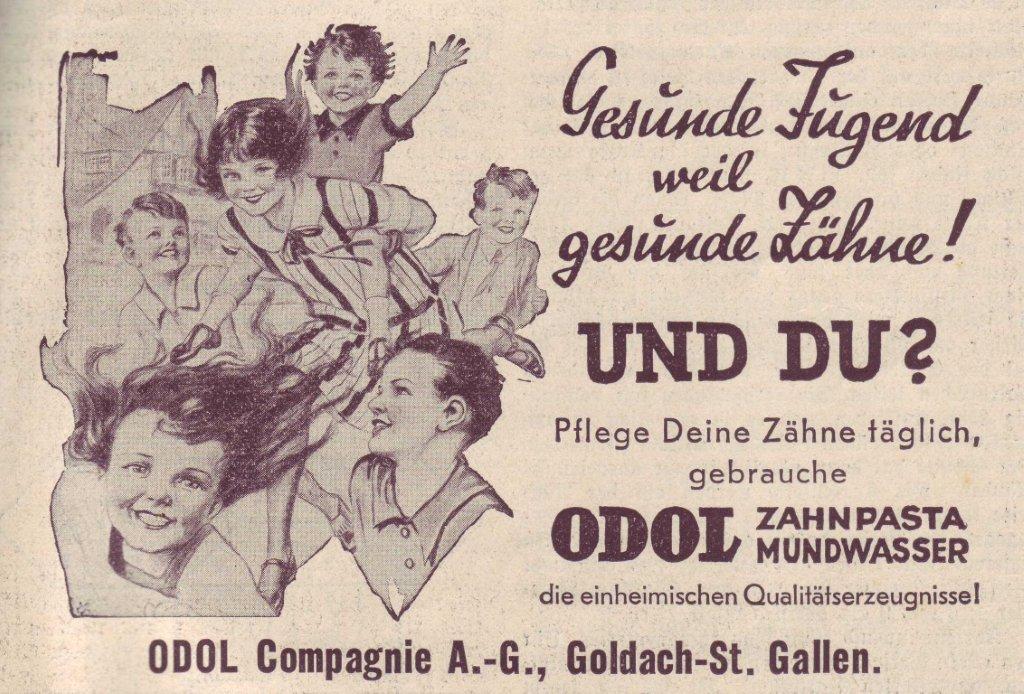 Gesunde Jugend
weil
gesunde Zähne!
UND DU?
Pflege Deine Zähne täglich,
gebrauche
ODOL ZAHNPASTA
MUNDWASSER
die einheimischen Qualitätserzeugnisse!
ODOL Compagnie A.-G., Goldach-St. Gallen.